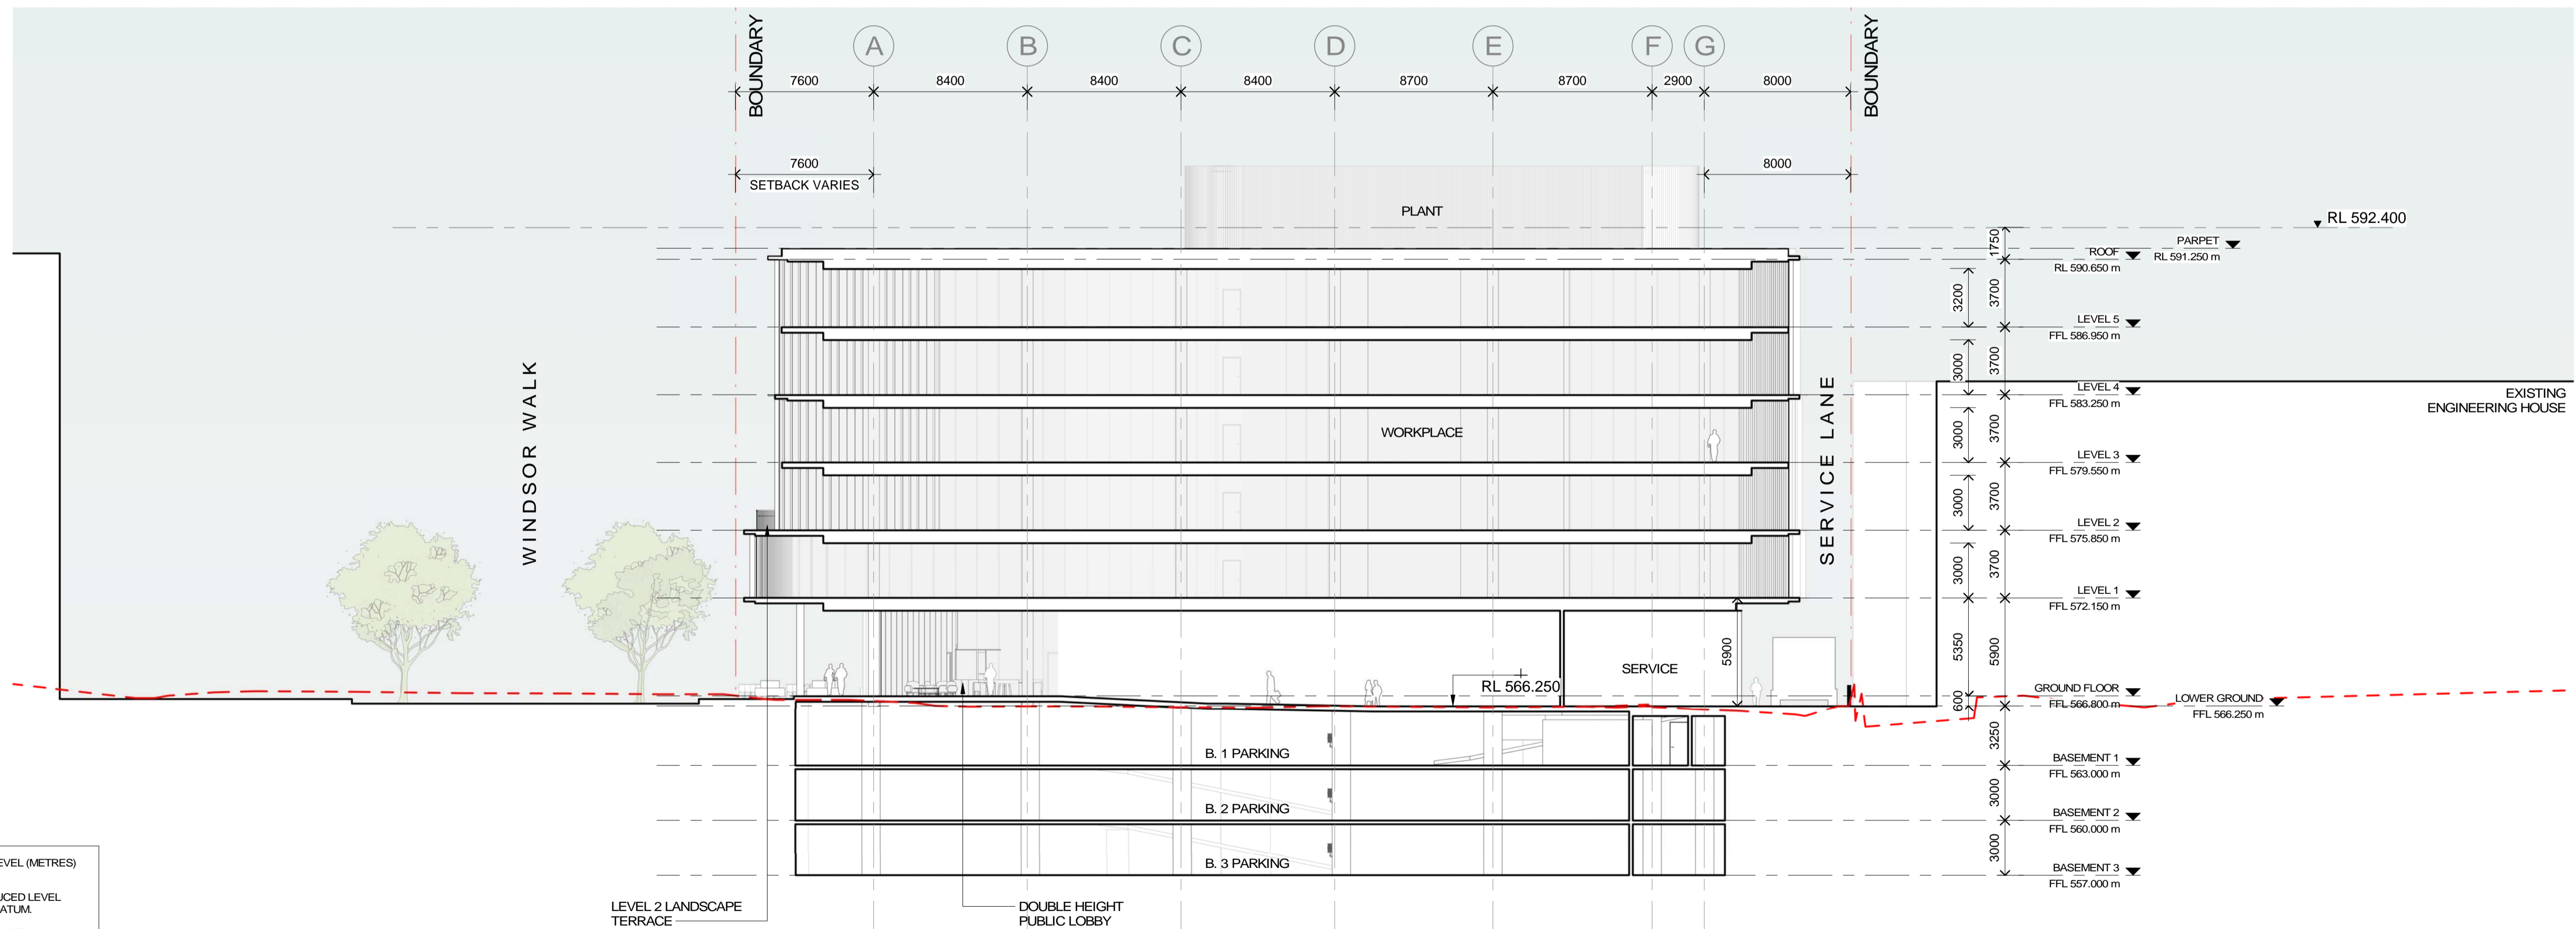 BOUNDARY
A
B
C
D
E
F
G
BOUNDARY
7600
8400
8400
8400
8700
8700
2900
8000
7600
SETBACK VARIES
8000
PLANT
RL 592.400
1750
PARPET
RL 591.250 m
ROOF
RL 590.650 m
3200
3700
LEVEL 5
FFL 586.950 m
3000
3700
LEVEL 4
FFL 583.250 m
EXISTING
ENGINEERING HOUSE
WINDSOR WALK
WORKPLACE
SERVICE LANE
3000
3700
LEVEL 3
FFL 579.550 m
3000
3700
LEVEL 2
FFL 575.850 m
3000
3700
LEVEL 1
FFL 572.150 m
5900
5350
5900
SERVICE
RL 566.250
GROUND FLOOR
FFL 566.800 m
600
LOWER GROUND
FFL 566.250 m
3250
B. 1 PARKING
BASEMENT 1
FFL 563.000 m
3000
B. 2 PARKING
BASEMENT 2
FFL 560.000 m
3000
B. 3 PARKING
BASEMENT 3
FFL 557.000 m
EVEL (METRES)
UCED LEVEL
ATUM.
LEVEL 2 LANDSCAPE
TERRACE
DOUBLE HEIGHT
PUBLIC LOBBY